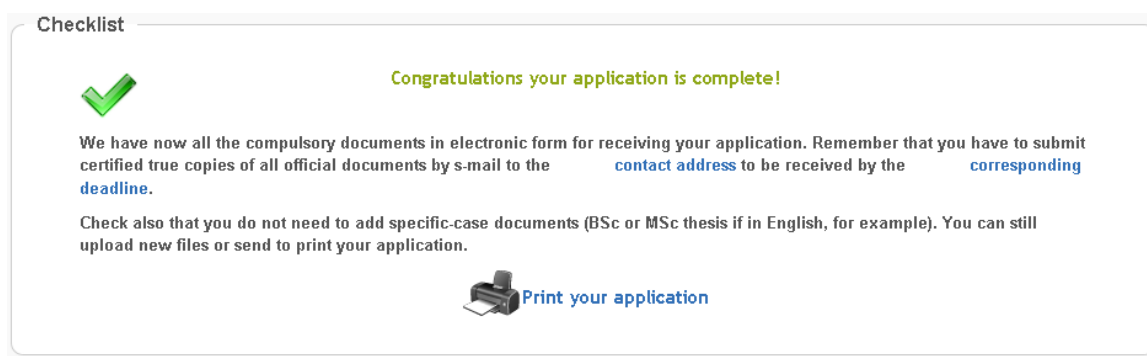 Checklist
Congratulations your application is complete!
We have now all the compulsory documents in electronic form for receiving your application. Remember that you have to submit
certified true copies of all official documents by s-mail to the contact address to be received by the corresponding
deadline.
Check also that you do not need to add specific-case documents (BSc or MSc thesis if in English, for example). You can still
upload new files or send to print your application.
Print your application